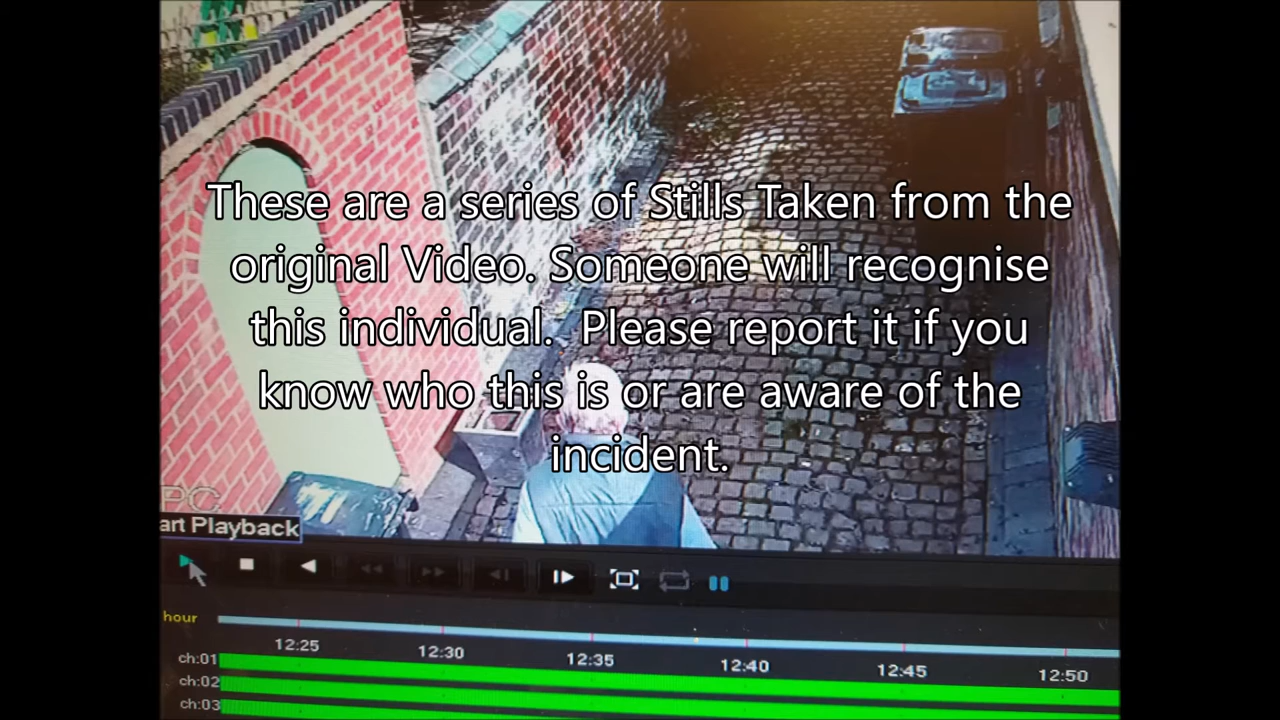 These are a series of Stills Taken from the
original Video. Someone will recognise
this individual.  Please report it if you
know who this is or are aware of the
incident.
PC
art Playback
hour
12:25 12:30 12:35 12:40 12:45 12:50
ch:01
ch:02
ch:03